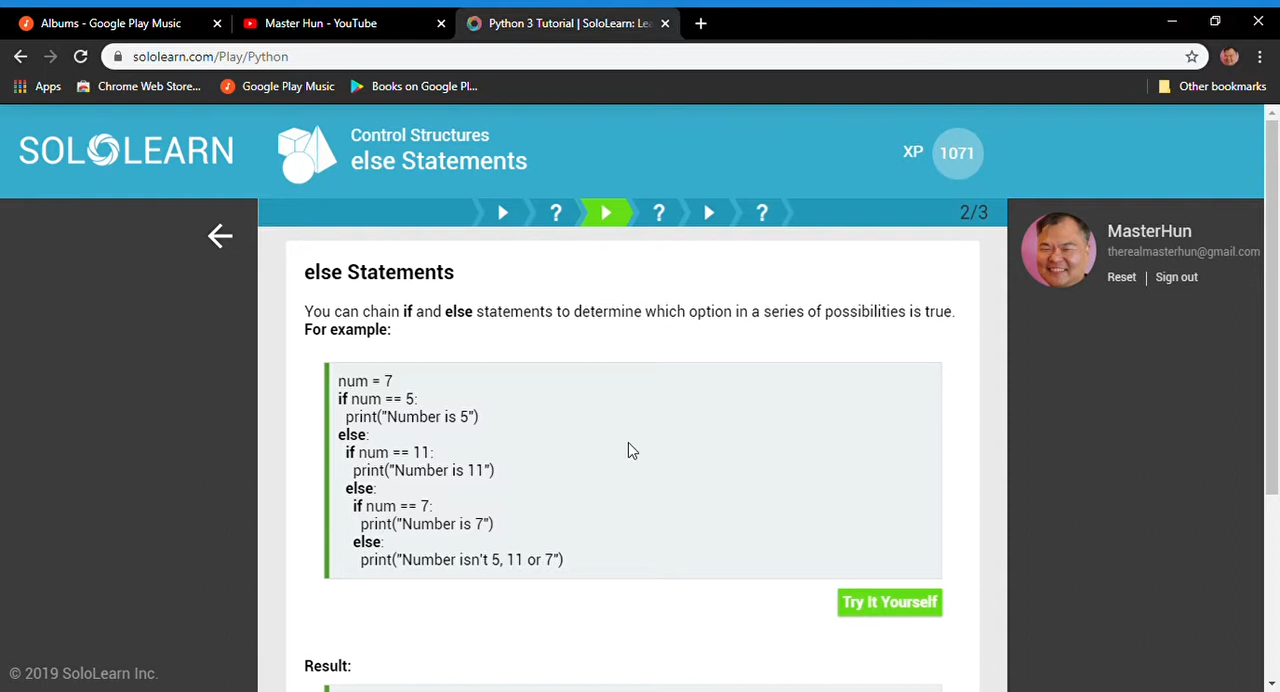 Albums - Google Play Music
Master Hun - YouTube
Python 3 Tutorial | SoloLearn: Lea
sololearn.com/Play/Python
Apps
Chrome Web Store...
Google Play Music
Books on Google Pl...
Other bookmarks
SOLOLEARN
Control Structures
else Statements
XP 1071
? ? ?
2/3
MasterHun
therealmasterhun@gmail.com
Reset | Sign out
else Statements
You can chain if and else statements to determine which option in a series of possibilities is true.
For example:
num = 7
if num == 5:
print("Number is 5")
else:
if num == 11:
print("Number is 11")
else:
if num == 7:
print("Number is 7")
else:
print("Number isn't 5, 11 or 7")
Try It Yourself
Result:
© 2019 SoloLearn Inc.